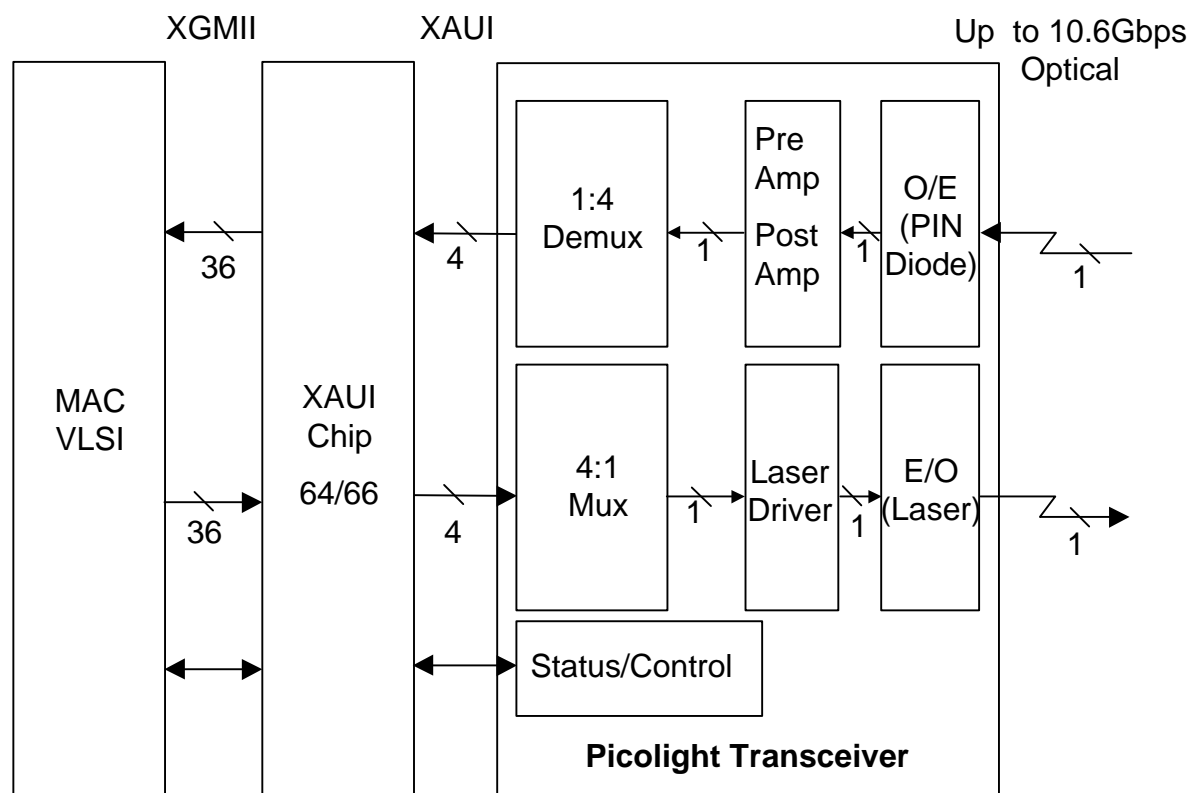 XGMII
XAUI
Up to 10.6Gbps
Optical
MAC
VLSI
XAUI
Chip
64/66
36
36
4
4
1:4
Demux
1
Pre
Amp
Post
Amp
1
O/E
(PIN
Diode)
1
4:1
Mux
1
Laser
Driver
1
E/O
(Laser)
1
Status/Control
Picolight Transceiver